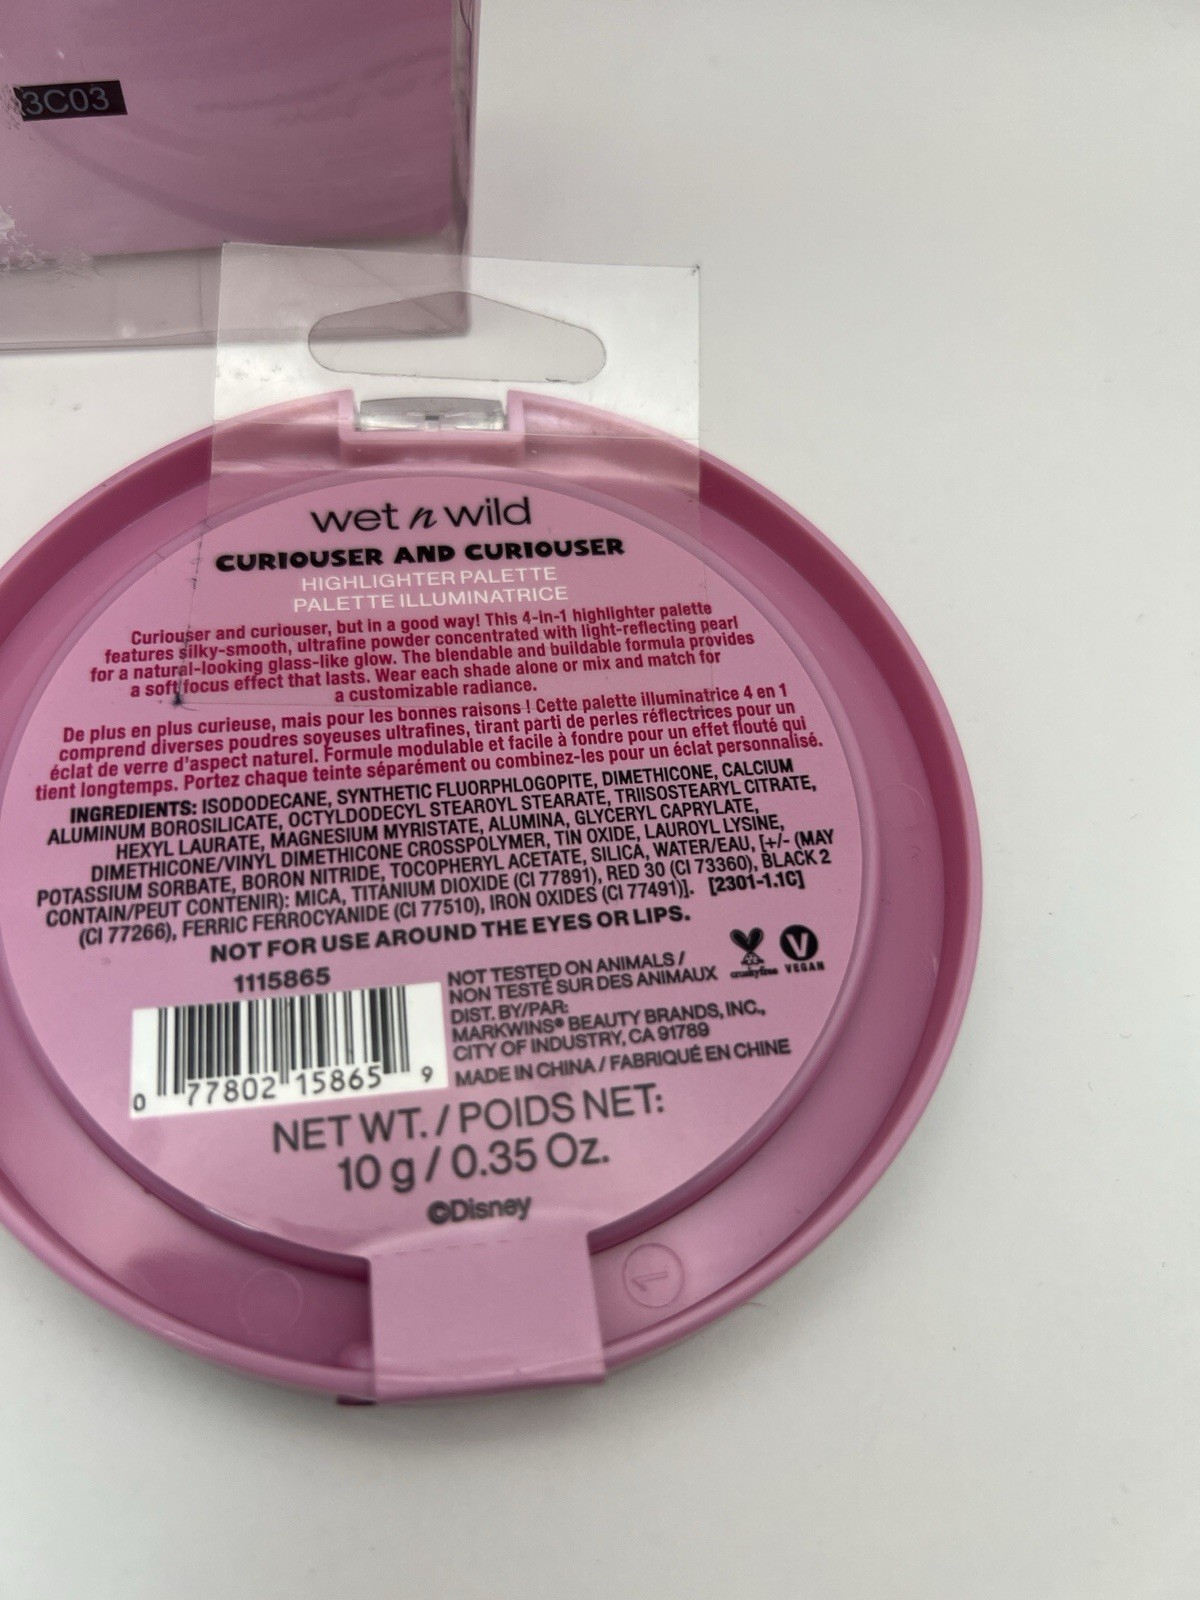 3C03
wet n wild
CURIOUSER AND CURIOUSER
HIGHLIGHTER PALETTE
PALETTE ILLUMINATRICE
Curiouser and curiouser, but in a good way! This 4-in-1 highlighter palette
features silky-smooth, ultrafine powder concentrated with light-reflecting pearl
for a natural-looking glass-like glow. The blendable and buildable formula provides
a soft focus effect that lasts. Wear each shade alone or mix and match for
a customizable radiance.
De plus en plus curieuse, mais pour les bonnes raisons ! Cette palette illuminatrice 4 en 1
comprend diverses poudres soyeuses ultrafines, tirant parti de perles réflectrices pour un
éclat de verre d'aspect naturel. Formule modulable et facile à fondre pour un effet flouté qui
tient longtemps. Portez chaque teinte séparément ou combinez-les pour un éclat personnalisé.
INGREDIENTS: ISODODECANE, SYNTHETIC FLUORPHLOGOPITE, DIMETHICONE, CALCIUM
ALUMINUM BOROSILICATE, OCTYLDODECYL STEAROYL STEARATE, TRIISOSTEARYL CITRATE,
HEXYL LAURATE, MAGNESIUM MYRISTATE, ALUMINA, GLYCERYL CAPRYLATE,
DIMETHICONE/VINYL DIMETHICONE CROSSPOLYMER, TIN OXIDE, LAUROYL LYSINE,
POTASSIUM SORBATE, BORON NITRIDE, TOCOPHERYL ACETATE, SILICA, WATER/EAU, [+/- (MAY
CONTAIN/PEUT CONTENIR): MICA, TITANIUM DIOXIDE (CI 77891), RED 30 (CI 73360), BLACK 2
(CI 77266), FERRIC FERROCYANIDE (CI 77510), IRON OXIDES (CI 77491)]. [2301-1.1C]
NOT FOR USE AROUND THE EYES OR LIPS.
1115865
0 77802 15865 9
NOT TESTED ON ANIMALS /
NON TESTÉ SUR DES ANIMAUX
DIST. BY/PAR:
MARKWINS® BEAUTY BRANDS, INC.,
CITY OF INDUSTRY, CA 91789
MADE IN CHINA / FABRIQUÉ EN CHINE
crueltyfree
V
VEGAN
NET WT. / POIDS NET:
10 g / 0.35 Oz.
©Disney
1